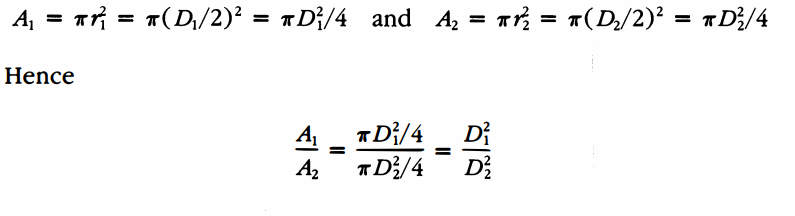 A₁ = πr₁² = π(D₁/2)² = πD₁²/4 and A₂ = πr₂² = π(D₂/2)² = πD₂²/4
Hence
A₁/A₂ = (πD₁²/4)/(πD₂²/4) = D₁²/D₂²